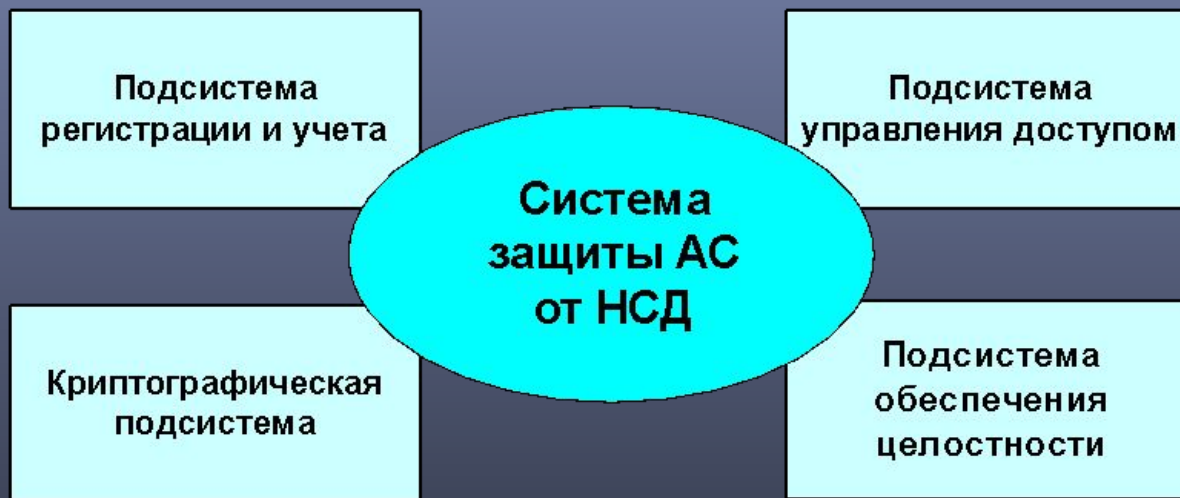 Подсистема
регистрации и учета
Подсистема
управления доступом
Система
защиты АС
от НСД
Криптографическая
подсистема
Подсистема
обеспечения
целостности